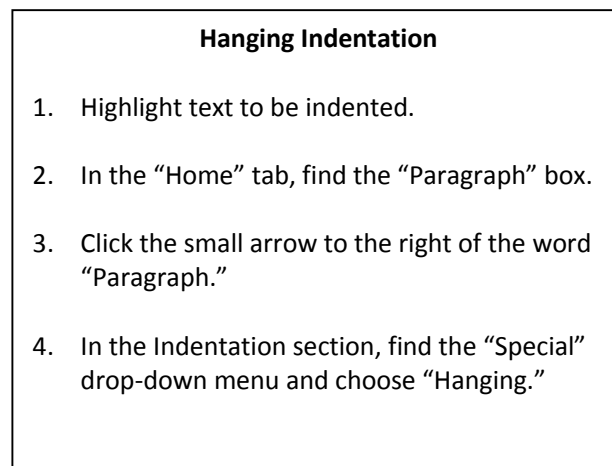 Hanging Indentation
1. Highlight text to be indented.
2. In the “Home” tab, find the “Paragraph” box.
3. Click the small arrow to the right of the word
“Paragraph.”
4. In the Indentation section, find the “Special”
drop-down menu and choose “Hanging.”